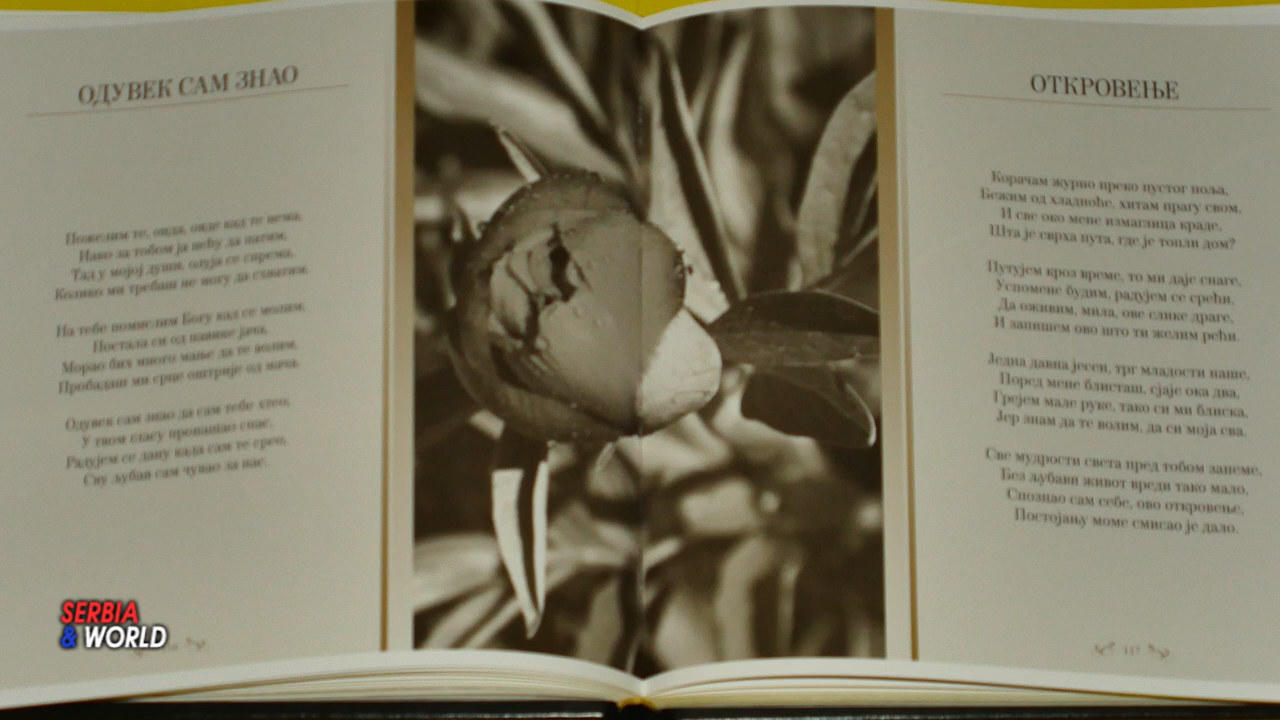 ОДУВЕК САМ ЗНАО
Пожелим те, онда, онде кад те нема,
Иако за тобом ја нећу да патим,
Тад у мојој души, олуја се спрема,
Колико ми требаш не могу да схватим.
На тебе помислим Богу кад се молим,
Постала си од навике јача,
Морао бих много мање да те волим,
Пробадаш ми срце оштрије од мача.
Одувек сам знао да сам тебе хтео,
У твом гласу пронашао спас,
Радујем се дану када сам те срео,
Сву љубав сам чувао за нас.
SERBIA
& WORLD
ОТКРОВЕЊЕ
Корачам журно преко пустог поља,
Бежим од хладноће, хитам прагу свом,
И све око мене измаглица краде,
Шта је сврха пута, где је топли дом?
Путујем кроз време, то ми даје снаге,
Успомене будим, радујем се срећи,
Да оживим, мила, ове слике драге,
И запишем ово што ти желим рећи.
Једна давна јесен, трг младости наше,
Поред мене блисташ, сјаје ока два,
Грејем мале руке, тако си ми блиска,
Јер знам да те волим, да си моја сва.
Све мудрости света пред тобом занеме,
Без љубави живот вреди тако мало,
Спознао сам себе, ово откровење,
Постојању моме смисао је дало.
117